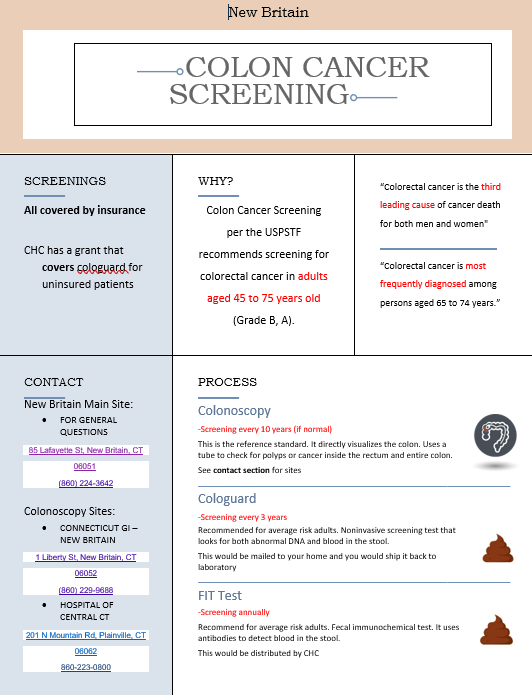 New Britain
COLON CANCER
SCREENING
SCREENINGS
All covered by insurance
CHC has a grant that
covers cologuard for
uninsured patients
WHY?
Colon Cancer Screening
per the USPSTF
recommends screening for
colorectal cancer in adults
aged 45 to 75 years old
(Grade B, A).
“Colorectal cancer is the third
leading cause of cancer death
for both men and women"
“Colorectal cancer is most
frequently diagnosed among
persons aged 65 to 74 years.”
CONTACT
New Britain Main Site:
• FOR GENERAL
QUESTIONS
85 Lafayette St, New Britain, CT
06051
(860) 224-3642
Colonoscopy Sites:
• CONNECTICUT GI –
NEW BRITAIN
1 Liberty St, New Britain, CT
06052
(860) 229-9688
• HOSPITAL OF
CENTRAL CT
201 N Mountain Rd, Plainville, CT
06062
860-223-0800
PROCESS
Colonoscopy
-Screening every 10 years (if normal)
This is the reference standard. It directly visualizes the colon. Uses a
tube to check for polyps or cancer inside the rectum and entire colon.
See contact section for sites
Cologuard
-Screening every 3 years
Recommended for average risk adults. Noninvasive screening test that
looks for both abnormal DNA and blood in the stool.
This would be mailed to your home and you would ship it back to
laboratory
FIT Test
-Screening annually
Recommend for average risk adults. Fecal immunochemical test. It uses
antibodies to detect blood in the stool.
This would be distributed by CHC